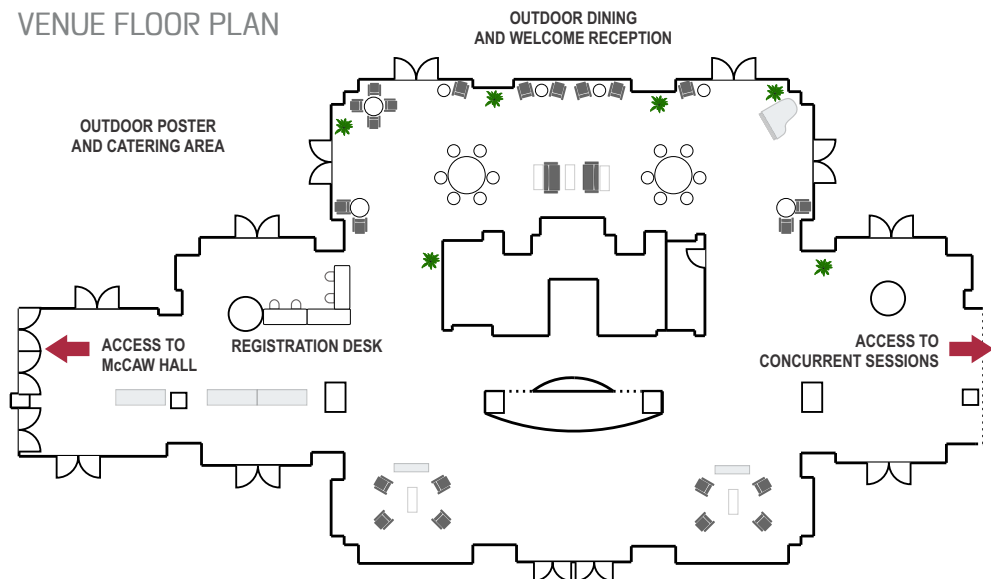 VENUE FLOOR PLAN
OUTDOOR DINING
AND WELCOME RECEPTION
OUTDOOR POSTER
AND CATERING AREA
ACCESS TO
McCAW HALL
REGISTRATION DESK
ACCESS TO
CONCURRENT SESSIONS